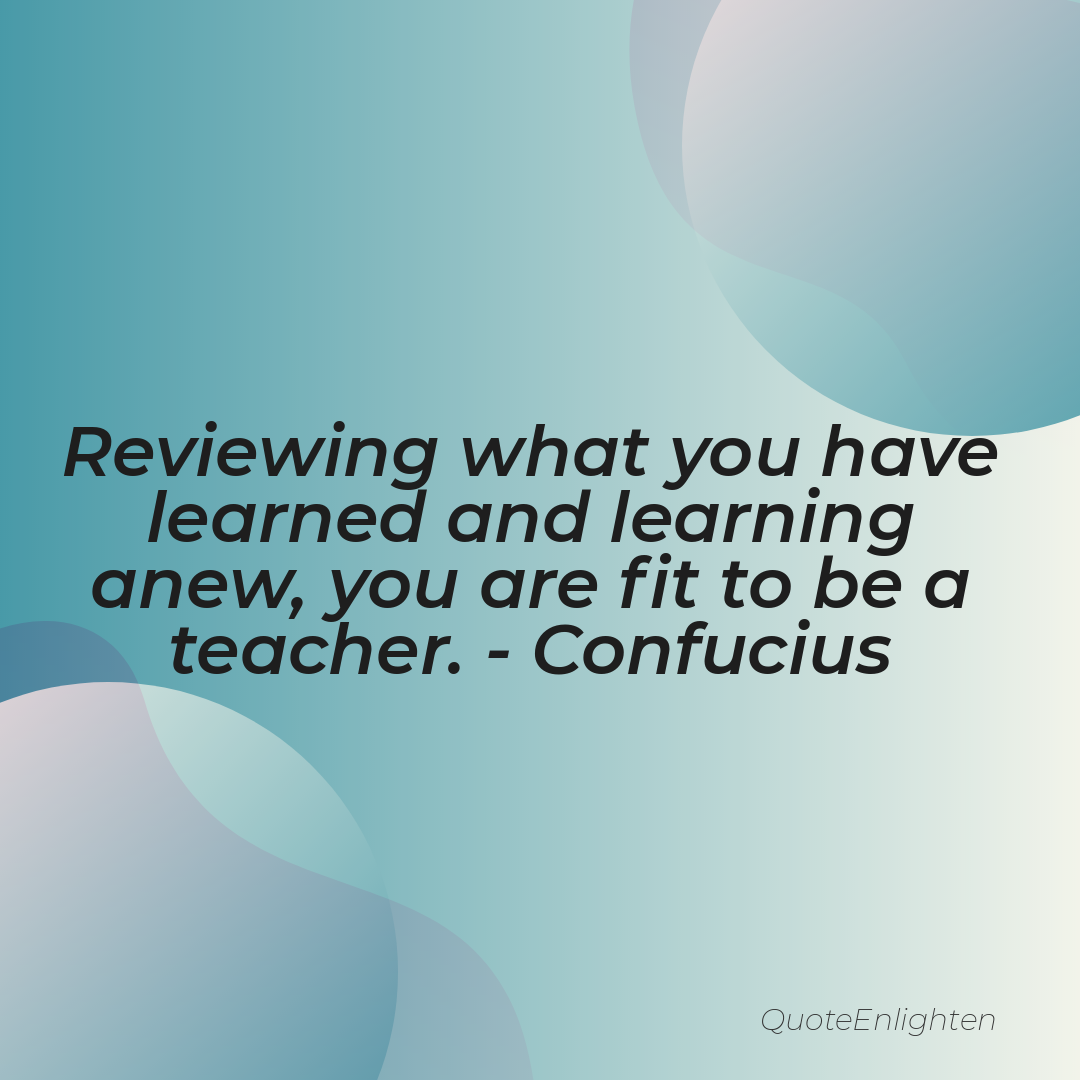 Reviewing what you have
learned and learning
anew, you are fit to be a
teacher. - Confucius
QuoteEnlighten